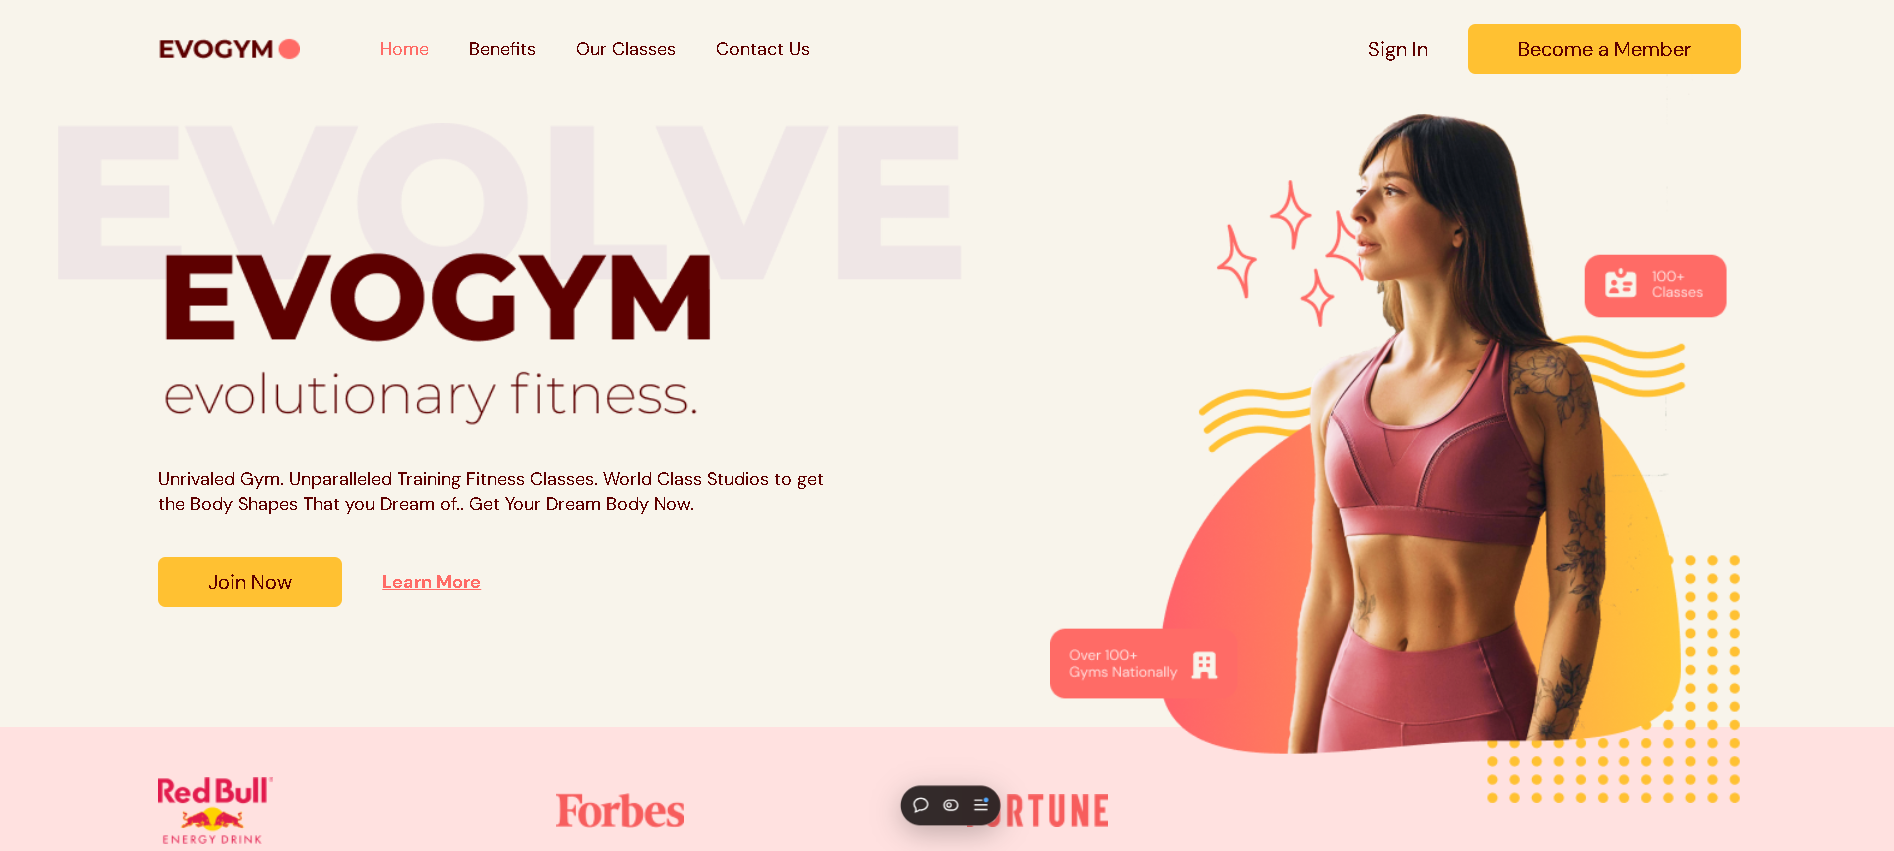 EVOGYM
Home
Benefits
Our Classes
Contact Us
Sign In
Become a Member
EVOLVE
EVOGYM
evolutionary fitness.
Unrivaled Gym. Unparalleled Training Fitness Classes. World Class Studios to get
the Body Shapes That you Dream of.. Get Your Dream Body Now.
Join Now
Learn More
100+
Classes
Over 100+
Gyms Nationally
Red Bull
ENERGY DRINK
Forbes
FORTUNE